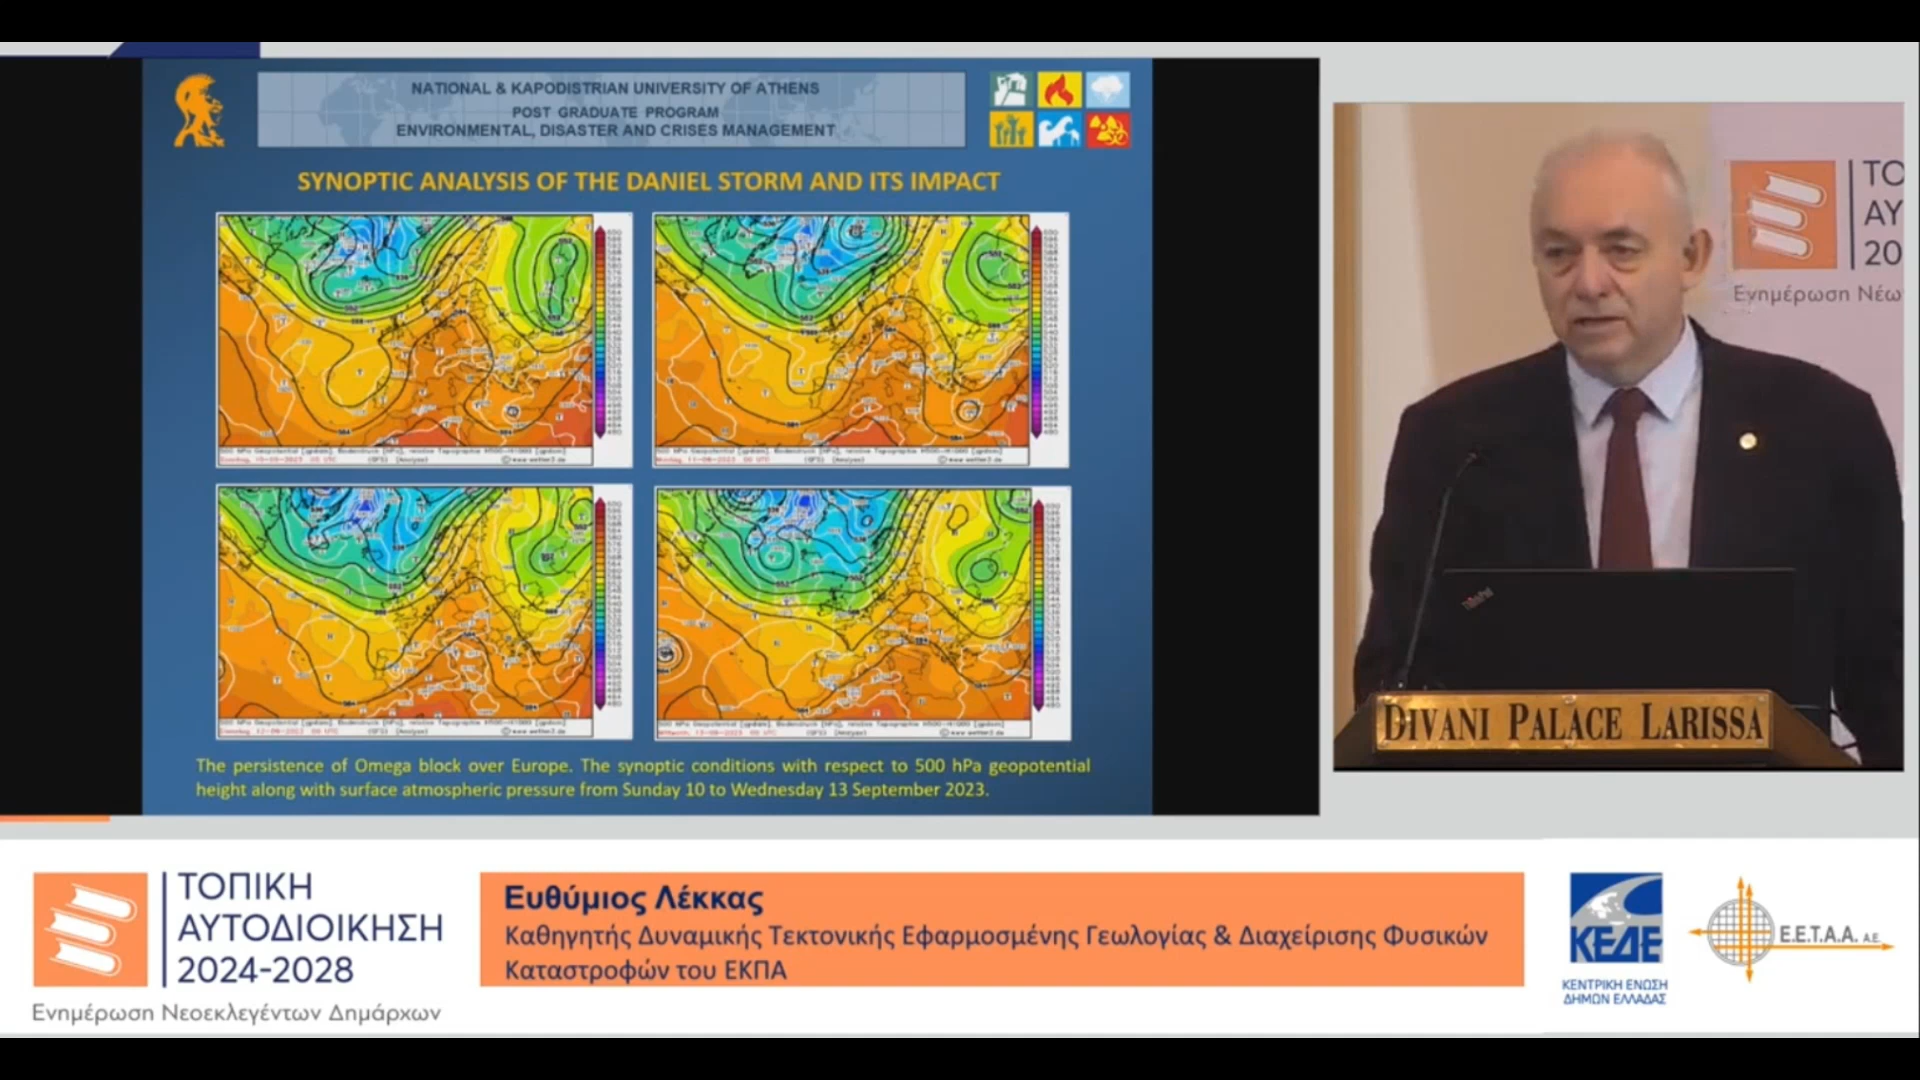 NATIONAL & KAPODISTRIAN UNIVERSITY OF ATHENS
POST GRADUATE PROGRAM
ENVIRONMENTAL, DISASTER AND CRISES MANAGEMENT
SYNOPTIC ANALYSIS OF THE DANIEL STORM AND ITS IMPACT
The persistence of Omega block over Europe. The synoptic conditions with respect to 500 hPa geopotential
height along with surface atmospheric pressure from Sunday 10 to Wednesday 13 September 2023.
ΤΟ
ΑΥ
20
Ενημέρωση Νέω
DIVANI PALACE LARISSA
ΤΟΠΙΚΗ
ΑΥΤΟΔΙΟΙΚΗΣΗ
2024-2028
Ενημέρωση Νεοεκλεγέντων Δημάρχων
Ευθύμιος Λέκκας
Καθηγητής Δυναμικής Τεκτονικής Εφαρμοσμένης Γεωλογίας & Διαχείρισης Φυσικών
Καταστροφών του ΕΚΠΑ
ΚΕΔΕ
ΚΕΝΤΡΙΚΗ ΕΝΩΣΗ
ΔΗΜΩΝ ΕΛΛΑΔΑΣ
Ε.Ε.Τ.Α.Α. Α.Ε.